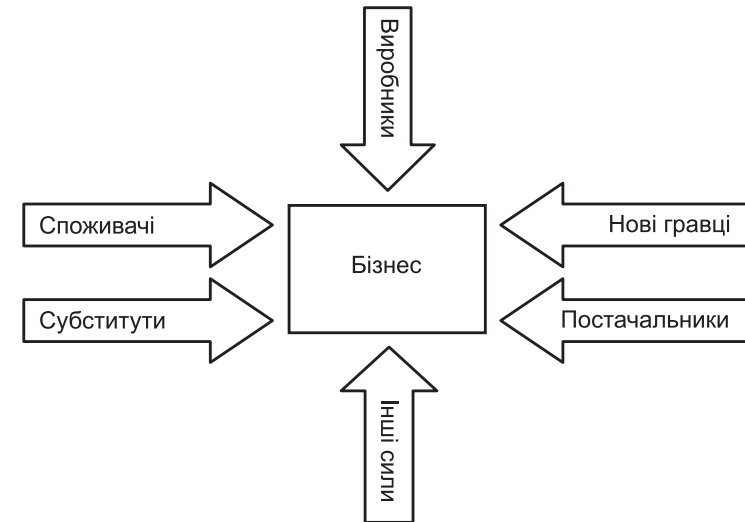 Виробники
Споживачі
Нові гравці
Бізнес
Субститути
Постачальники
Інші сили